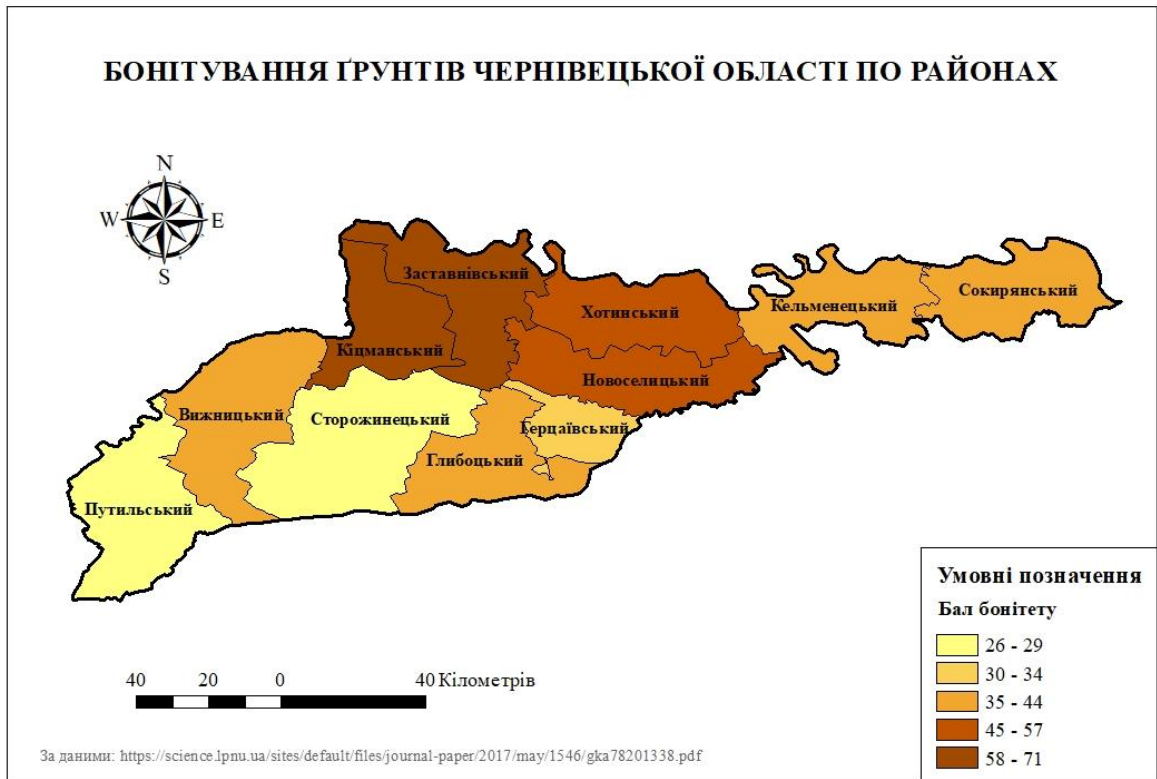 БОНІТУВАННЯ ҐРУНТІВ ЧЕРНІВЕЦЬКОЇ ОБЛАСТІ ПО РАЙОНАХ
N
W E
S
Заставнівський
Хотинський
Кельменецький
Сокирянський
Кіцманський
Новоселицький
Вижницький
Сторожинецький
Герцаївський
Глибоцький
Путильський
Умовні позначення
Бал бонітету
26 - 29
30 - 34
35 - 44
45 - 57
58 - 71
40 20 0 40 Кілометрів
За даними: https://science.lpnu.ua/sites/default/files/journal-paper/2017/may/1546/gka78201338.pdf